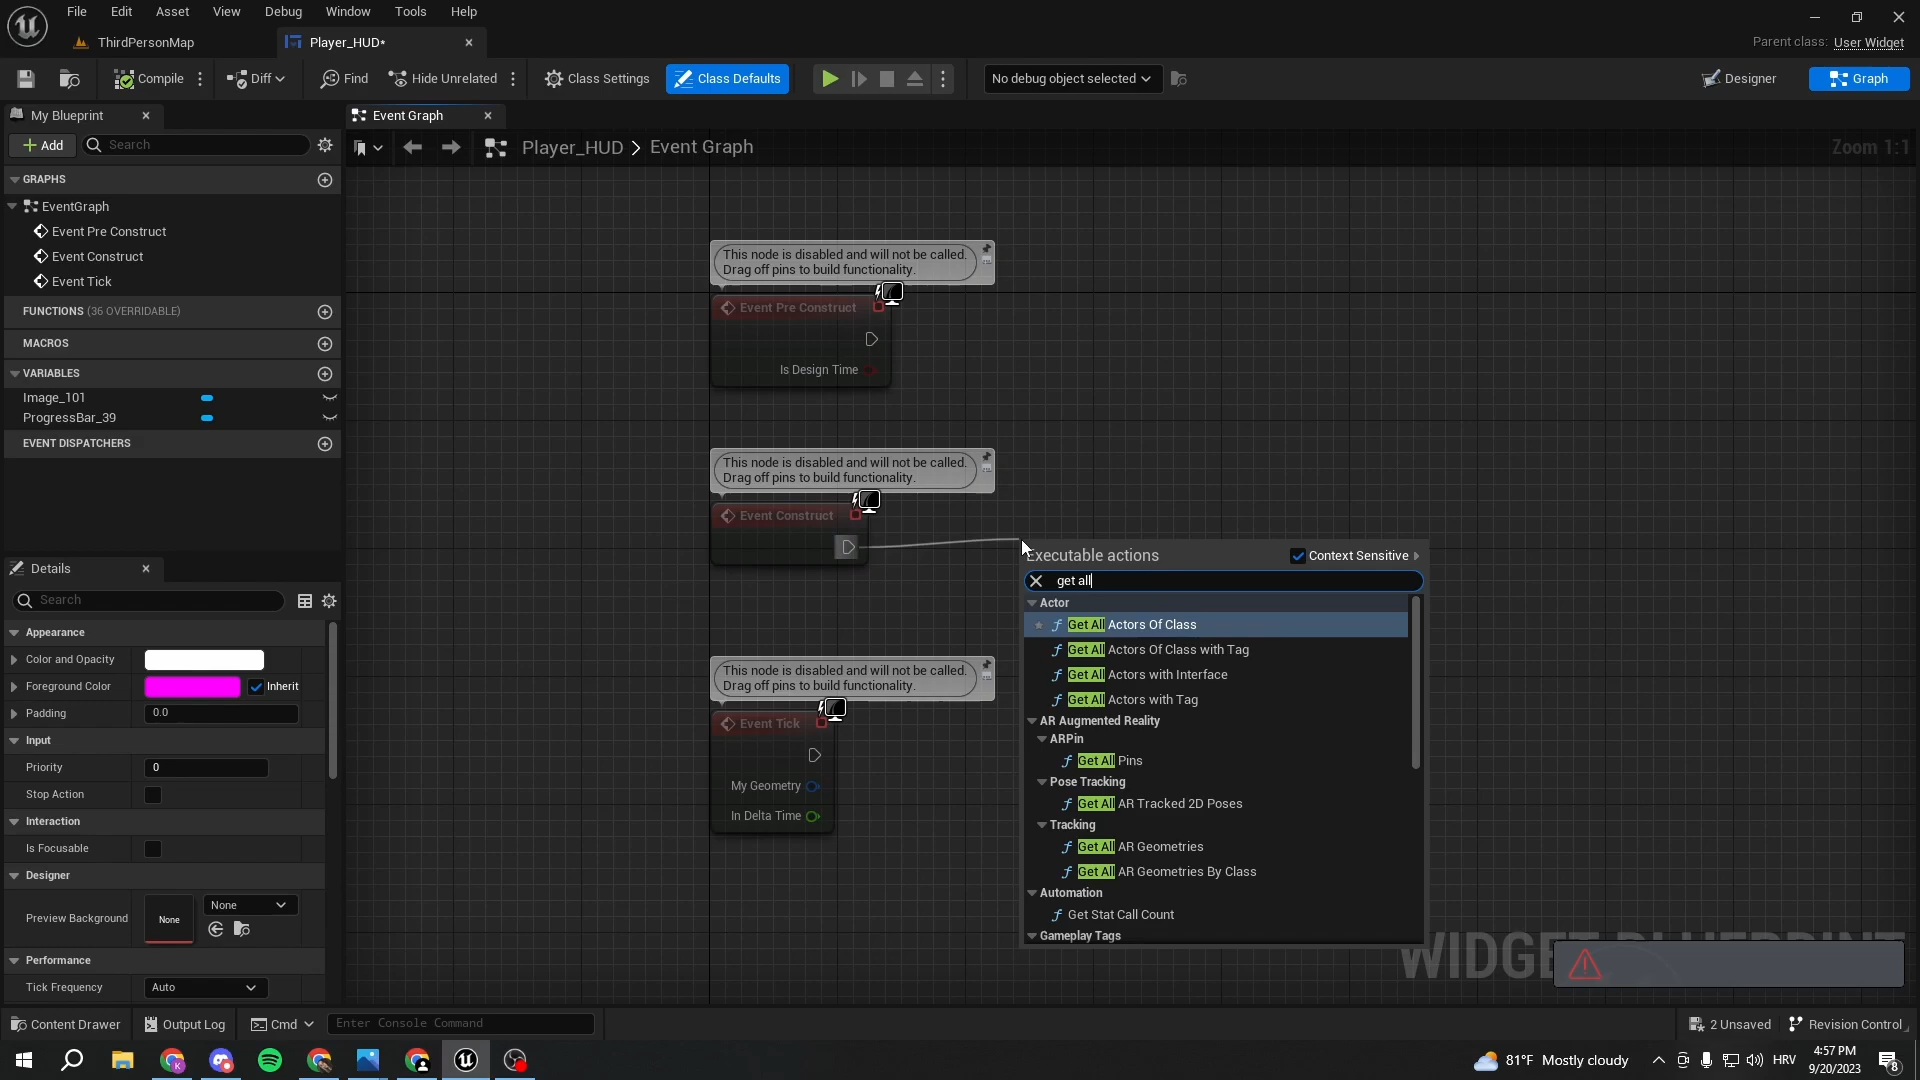 File Edit Asset View Debug Window Tools Help
ThirdPersonMap Player_HUD*
Parent class: User Widget
Compile Diff Find Hide Unrelated Class Settings Class Defaults No debug object selected Designer Graph
My Blueprint Event Graph
Add Search
Player_HUD > Event Graph Zoom 1:1
GRAPHS
EventGraph
Event Pre Construct
Event Construct
Event Tick
FUNCTIONS (36 OVERRIDABLE)
MACROS
VARIABLES
Image_101
ProgressBar_39
EVENT DISPATCHERS
Details
Search
Appearance
Color and Opacity
Foreground Color Inherit
Padding 0.0
Input
Priority 0
Stop Action
Interaction
Is Focusable
Designer
Preview Background None None
Performance
Tick Frequency Auto
This node is disabled and will not be called.
Drag off pins to build functionality.
Event Pre Construct
Is Design Time
This node is disabled and will not be called.
Drag off pins to build functionality.
Event Construct
This node is disabled and will not be called.
Drag off pins to build functionality.
Event Tick
My Geometry
In Delta Time
Executable actions Context Sensitive
get all
Actor
Get All Actors Of Class
Get All Actors Of Class with Tag
Get All Actors with Interface
Get All Actors with Tag
AR Augmented Reality
ARPin
Get All Pins
Pose Tracking
Get All AR Tracked 2D Poses
Tracking
Get All AR Geometries
Get All AR Geometries By Class
Automation
Get Stat Call Count
Gameplay Tags
Content Drawer Output Log Cmd Enter Console Command 2 Unsaved Revision Control
81°F Mostly cloudy HRV 4:57 PM
9/20/2023
8